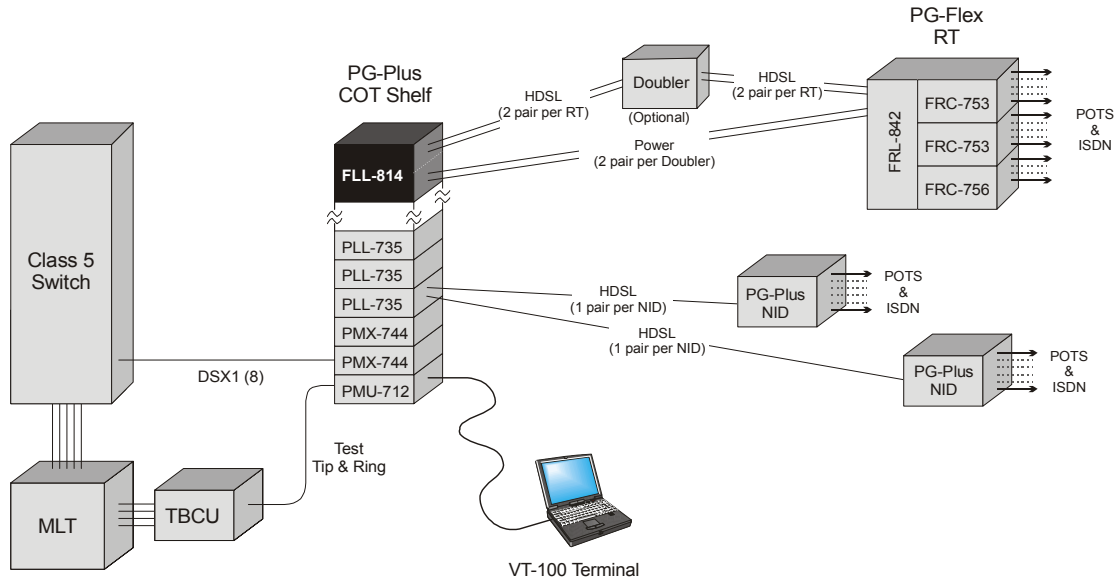 PG-Flex
RT
PG-Plus
COT Shelf
HDSL
(2 pair per RT)
Doubler
(Optional)
HDSL
(2 pair per RT)
Power
(2 pair per Doubler)
FRL-842
FRC-753
FRC-753
FRC-756
POTS
&
ISDN
FLL-814
Class 5
Switch
PLL-735
PLL-735
PLL-735
PMX-744
PMX-744
PMU-712
HDSL
(1 pair per NID)
HDSL
(1 pair per NID)
PG-Plus
NID
POTS
&
ISDN
PG-Plus
NID
POTS
&
ISDN
DSX1 (8)
Test
Tip & Ring
MLT
TBCU
VT-100 Terminal